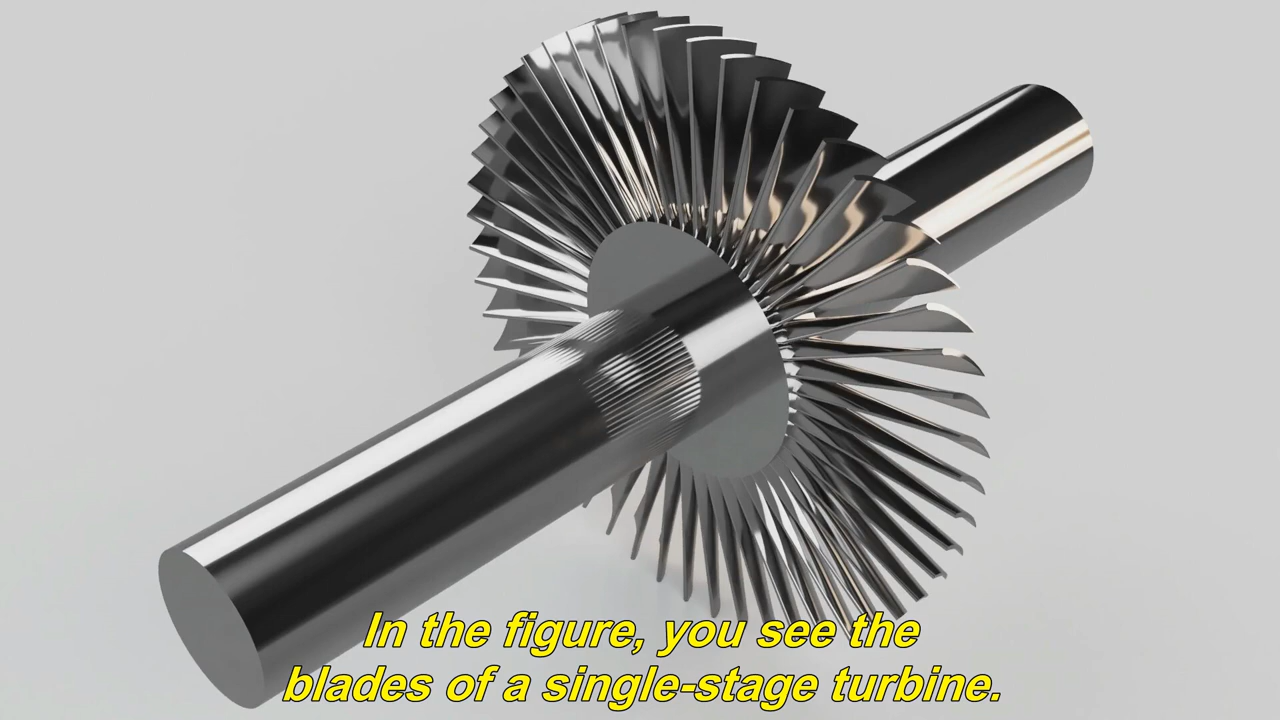 In the figure, you see the
blades of a single-stage turbine.